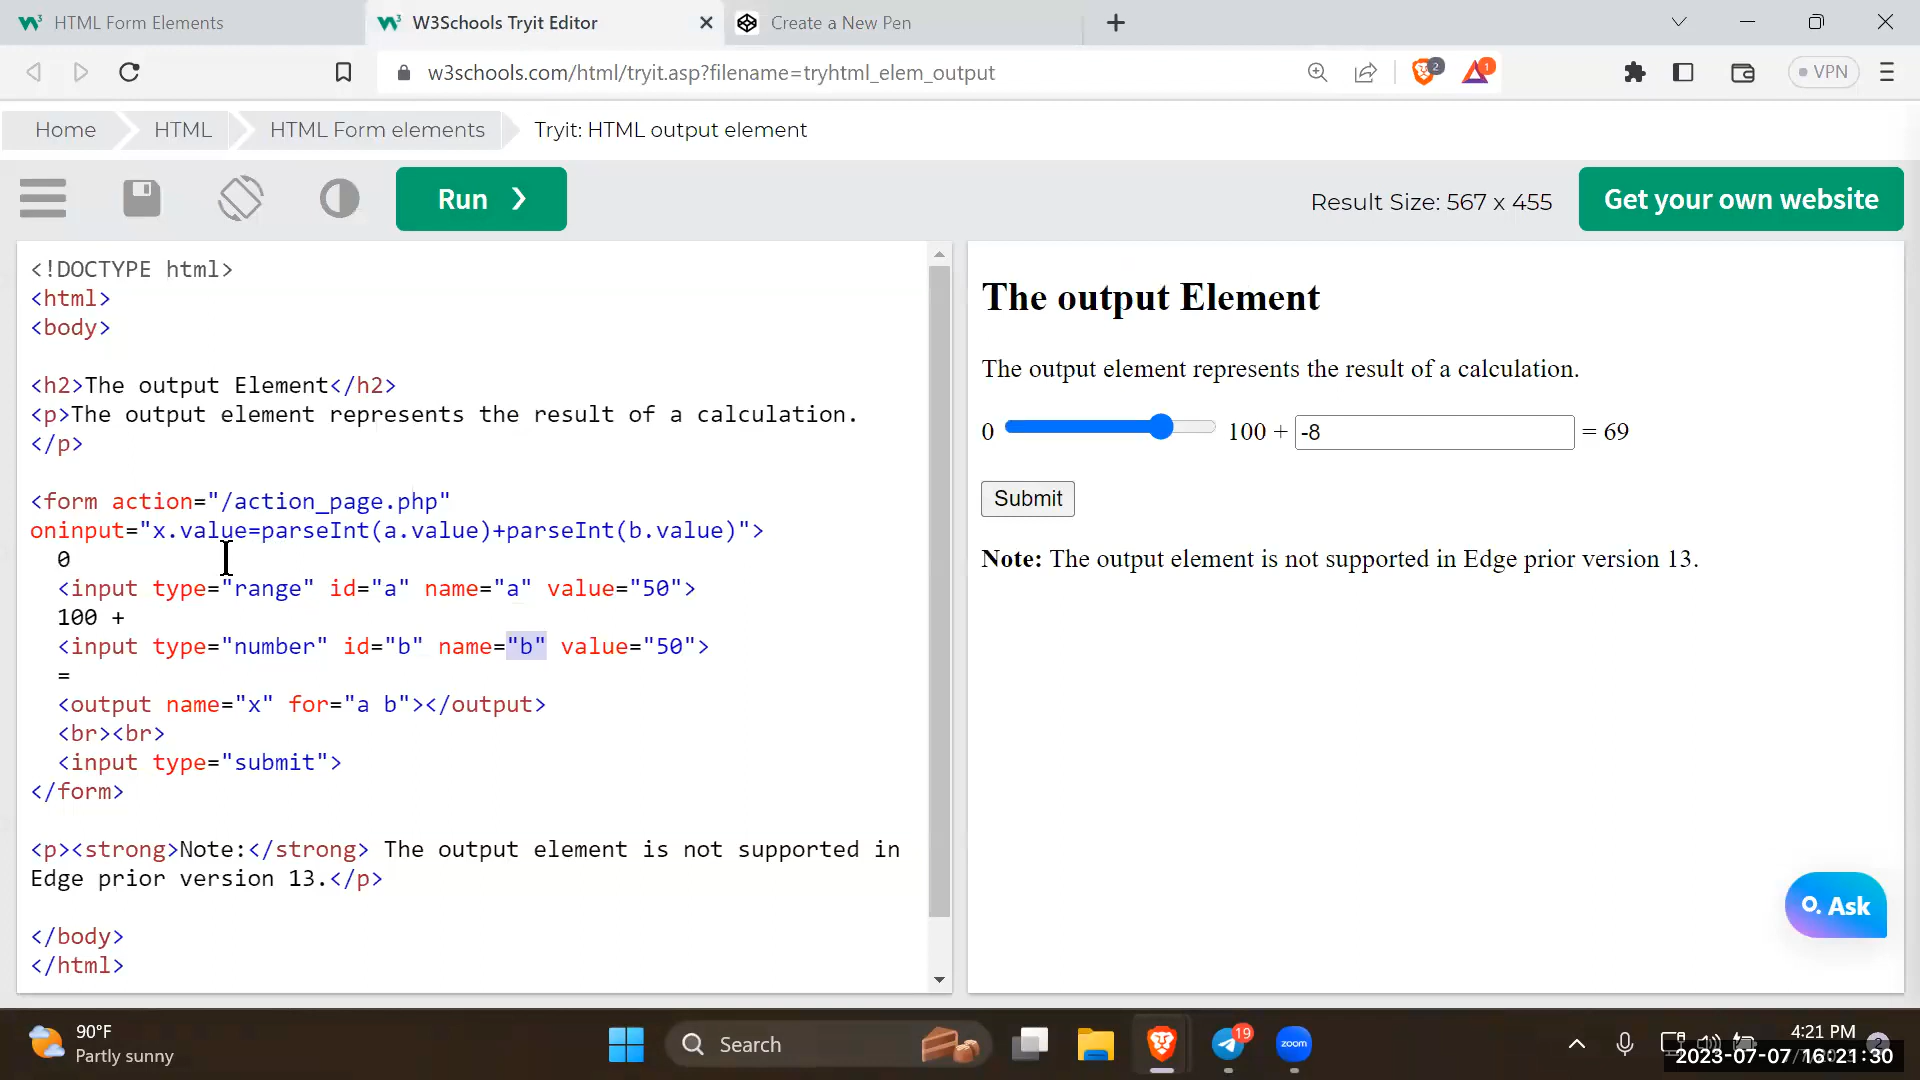 HTML Form Elements
W3Schools Tryit Editor
Create a New Pen
w3schools.com/html/tryit.asp?filename=tryhtml_elem_output
2
1
VPN
Home
HTML
HTML Form elements
Tryit: HTML output element
Run ❯
Result Size: 567 x 455
Get your own website
<!DOCTYPE html>
<html>
<body>
<h2>The output Element</h2>
<p>The output element represents the result of a calculation.
</p>
<form action="/action_page.php"
oninput="x.value=parseInt(a.value)+parseInt(b.value)">
0
<input type="range" id="a" name="a" value="50">
100 +
<input type="number" id="b" name="b" value="50">
=
<output name="x" for="a b"></output>
<br><br>
<input type="submit">
</form>
<p><strong>Note:</strong> The output element is not supported in
Edge prior version 13.</p>
</body>
</html>
The output Element
The output element represents the result of a calculation.
0 100 + -8 = 69
Submit
Note: The output element is not supported in Edge prior version 13.
Ask
90°F
Partly sunny
Search
19
zoom
4:21 PM
2
2023-07-07 16:21:30